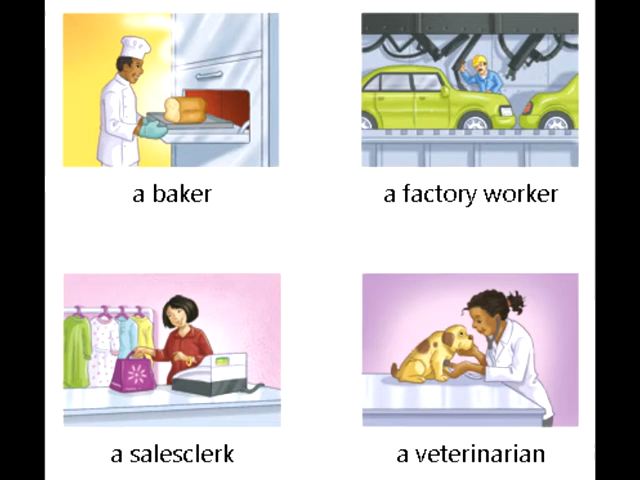 a baker
a factory worker
a salesclerk
a veterinarian